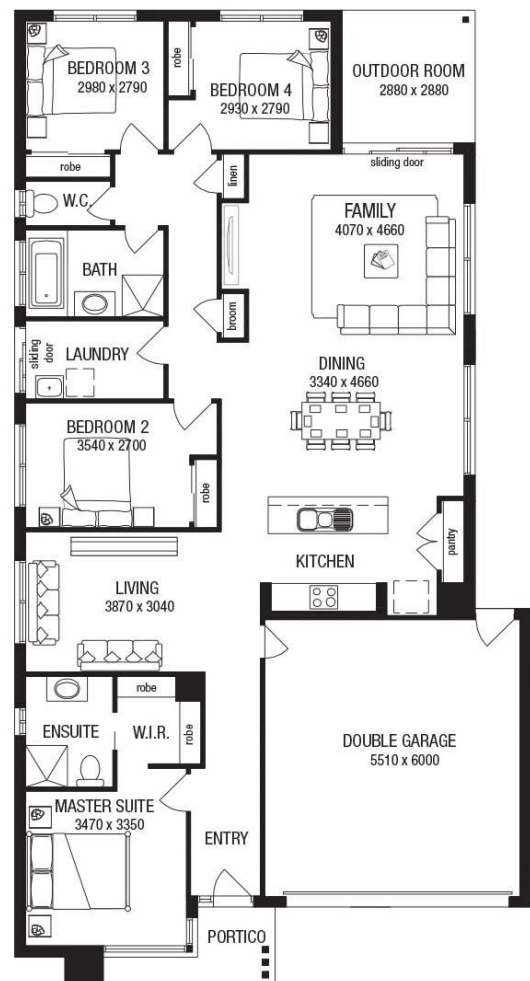 BEDROOM 3
2980 x 2790
robe
BEDROOM 4
2930 x 2790
OUTDOOR ROOM
2880 x 2880
sliding door
robe
linen
W.C.
FAMILY
4070 x 4660
BATH
broom
sliding
door
LAUNDRY
DINING
3340 x 4660
BEDROOM 2
3540 x 2700
robe
pantry
KITCHEN
LIVING
3870 x 3040
robe
robe
ENSUITE
W.I.R.
DOUBLE GARAGE
5510 x 6000
MASTER SUITE
3470 x 3350
ENTRY
PORTICO